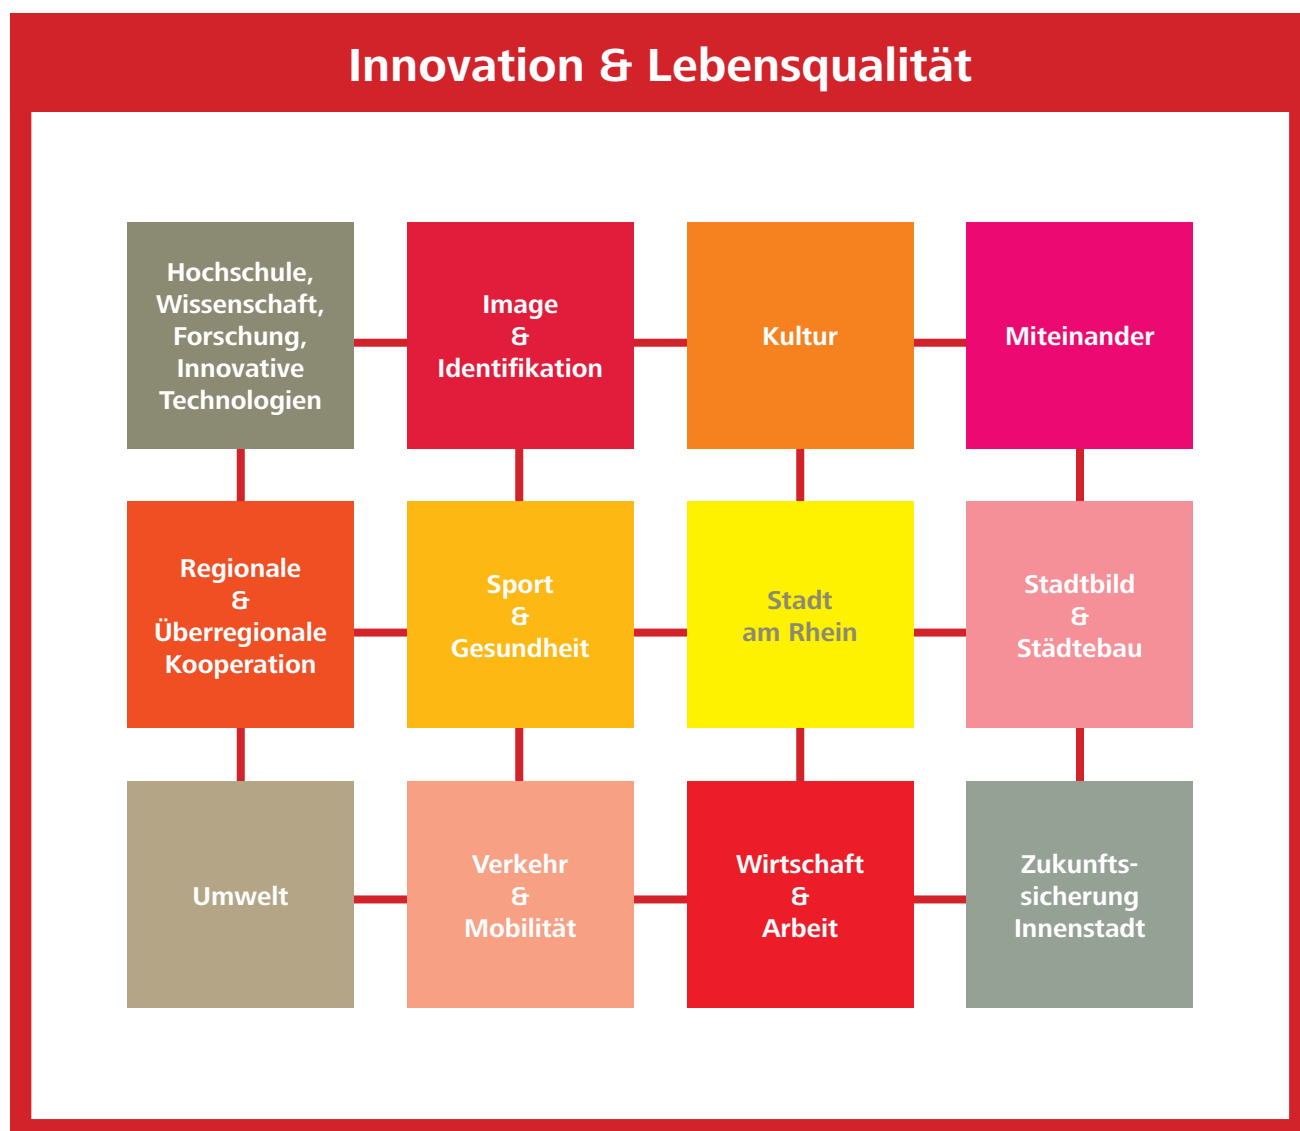 Innovation & Lebensqualität
Hochschule,
Wissenschaft,
Forschung,
Innovative
Technologien
Image
&
Identifikation
Kultur
Miteinander
Regionale
&
Überregionale
Kooperation
Sport
&
Gesundheit
Stadt
am Rhein
Stadtbild
&
Städtebau
Umwelt
Verkehr
&
Mobilität
Wirtschaft
&
Arbeit
Zukunfts-
sicherung
Innenstadt